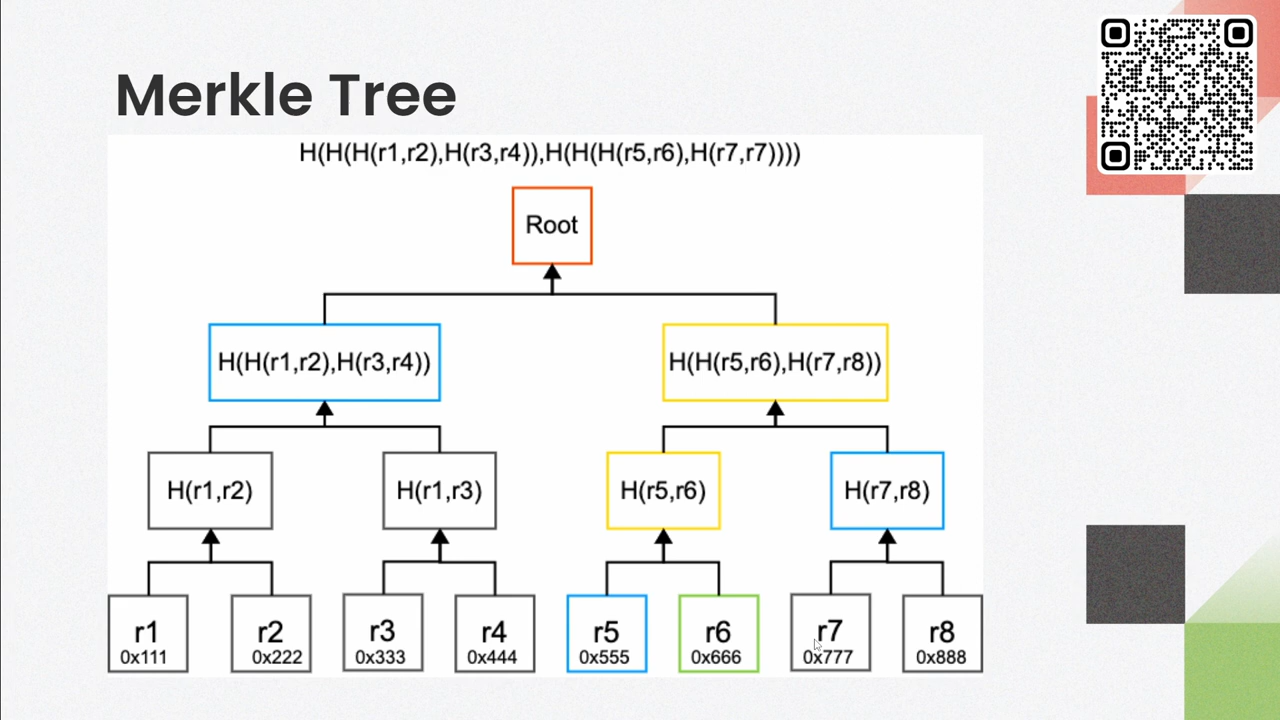 Merkle Tree
H(H(H(r1,r2),H(r3,r4)),H(H(H(r5,r6),H(r7,r7))))
Root
H(H(r1,r2),H(r3,r4))
H(H(r5,r6),H(r7,r8))
H(r1,r2)
H(r1,r3)
H(r5,r6)
H(r7,r8)
r1
0x111
r2
0x222
r3
0x333
r4
0x444
r5
0x555
r6
0x666
r7
0x777
r8
0x888